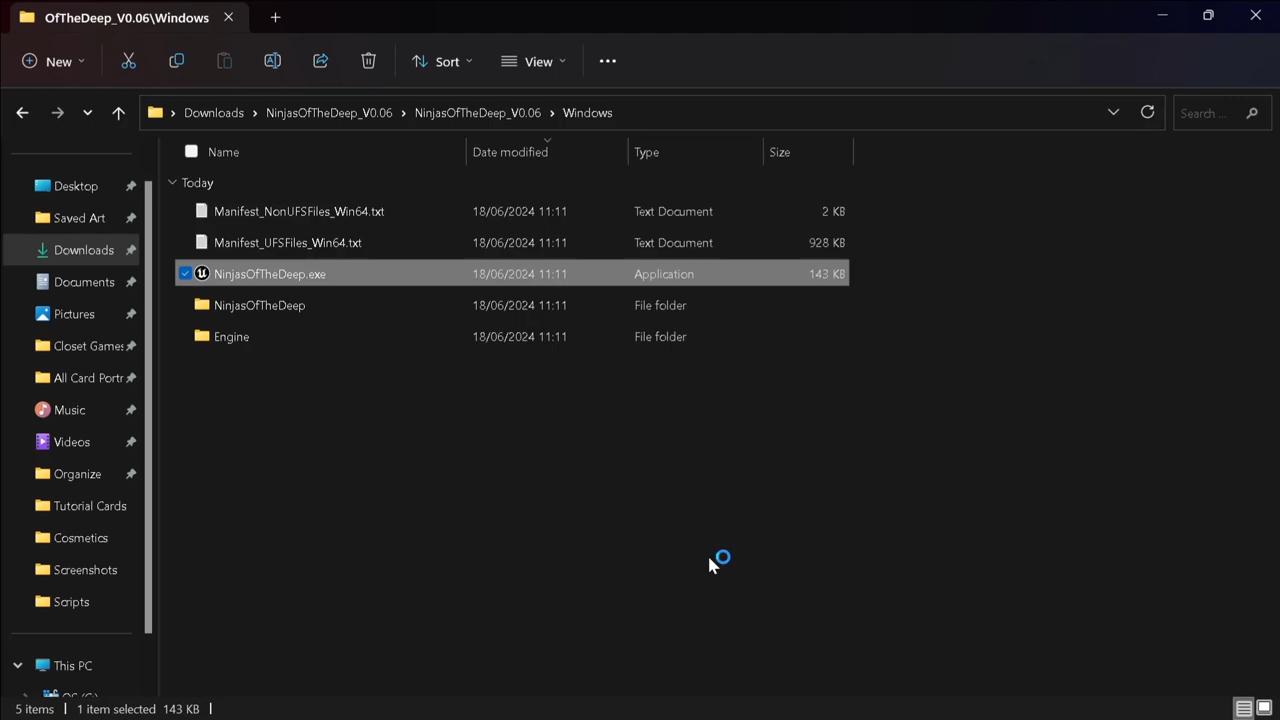 OfTheDeep_V0.06\Windows
New
Sort
View
Downloads > NinjasOfTheDeep_V0.06 > NinjasOfTheDeep_V0.06 > Windows
Search ...
Name Date modified Type Size
Today
Manifest_NonUFSFiles_Win64.txt 18/06/2024 11:11 Text Document 2 KB
Manifest_UFSFiles_Win64.txt 18/06/2024 11:11 Text Document 928 KB
NinjasOfTheDeep.exe 18/06/2024 11:11 Application 143 KB
NinjasOfTheDeep 18/06/2024 11:11 File folder
Engine 18/06/2024 11:11 File folder
Desktop
Saved Art
Downloads
Documents
Pictures
Closet Games
All Card Portr
Music
Videos
Organize
Tutorial Cards
Cosmetics
Screenshots
Scripts
This PC
5 items 1 item selected 143 KB